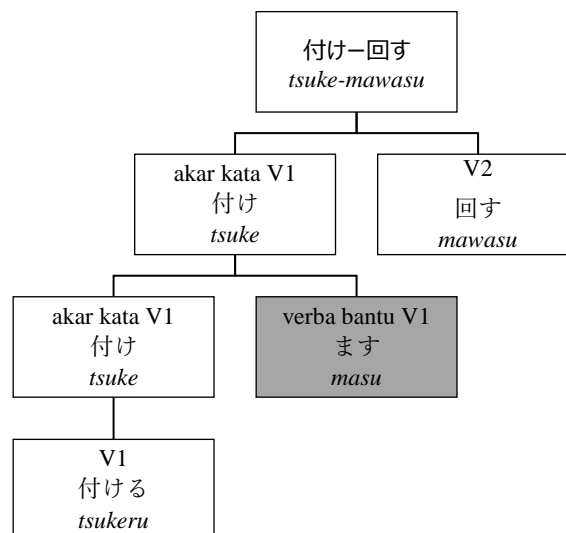 付けー回す
tsuke-mawasu
akar kata V1
付け
tsuke
V2
回す
mawasu
akar kata V1
付け
tsuke
verba bantu V1
ます
masu
V1
付ける
tsukeru